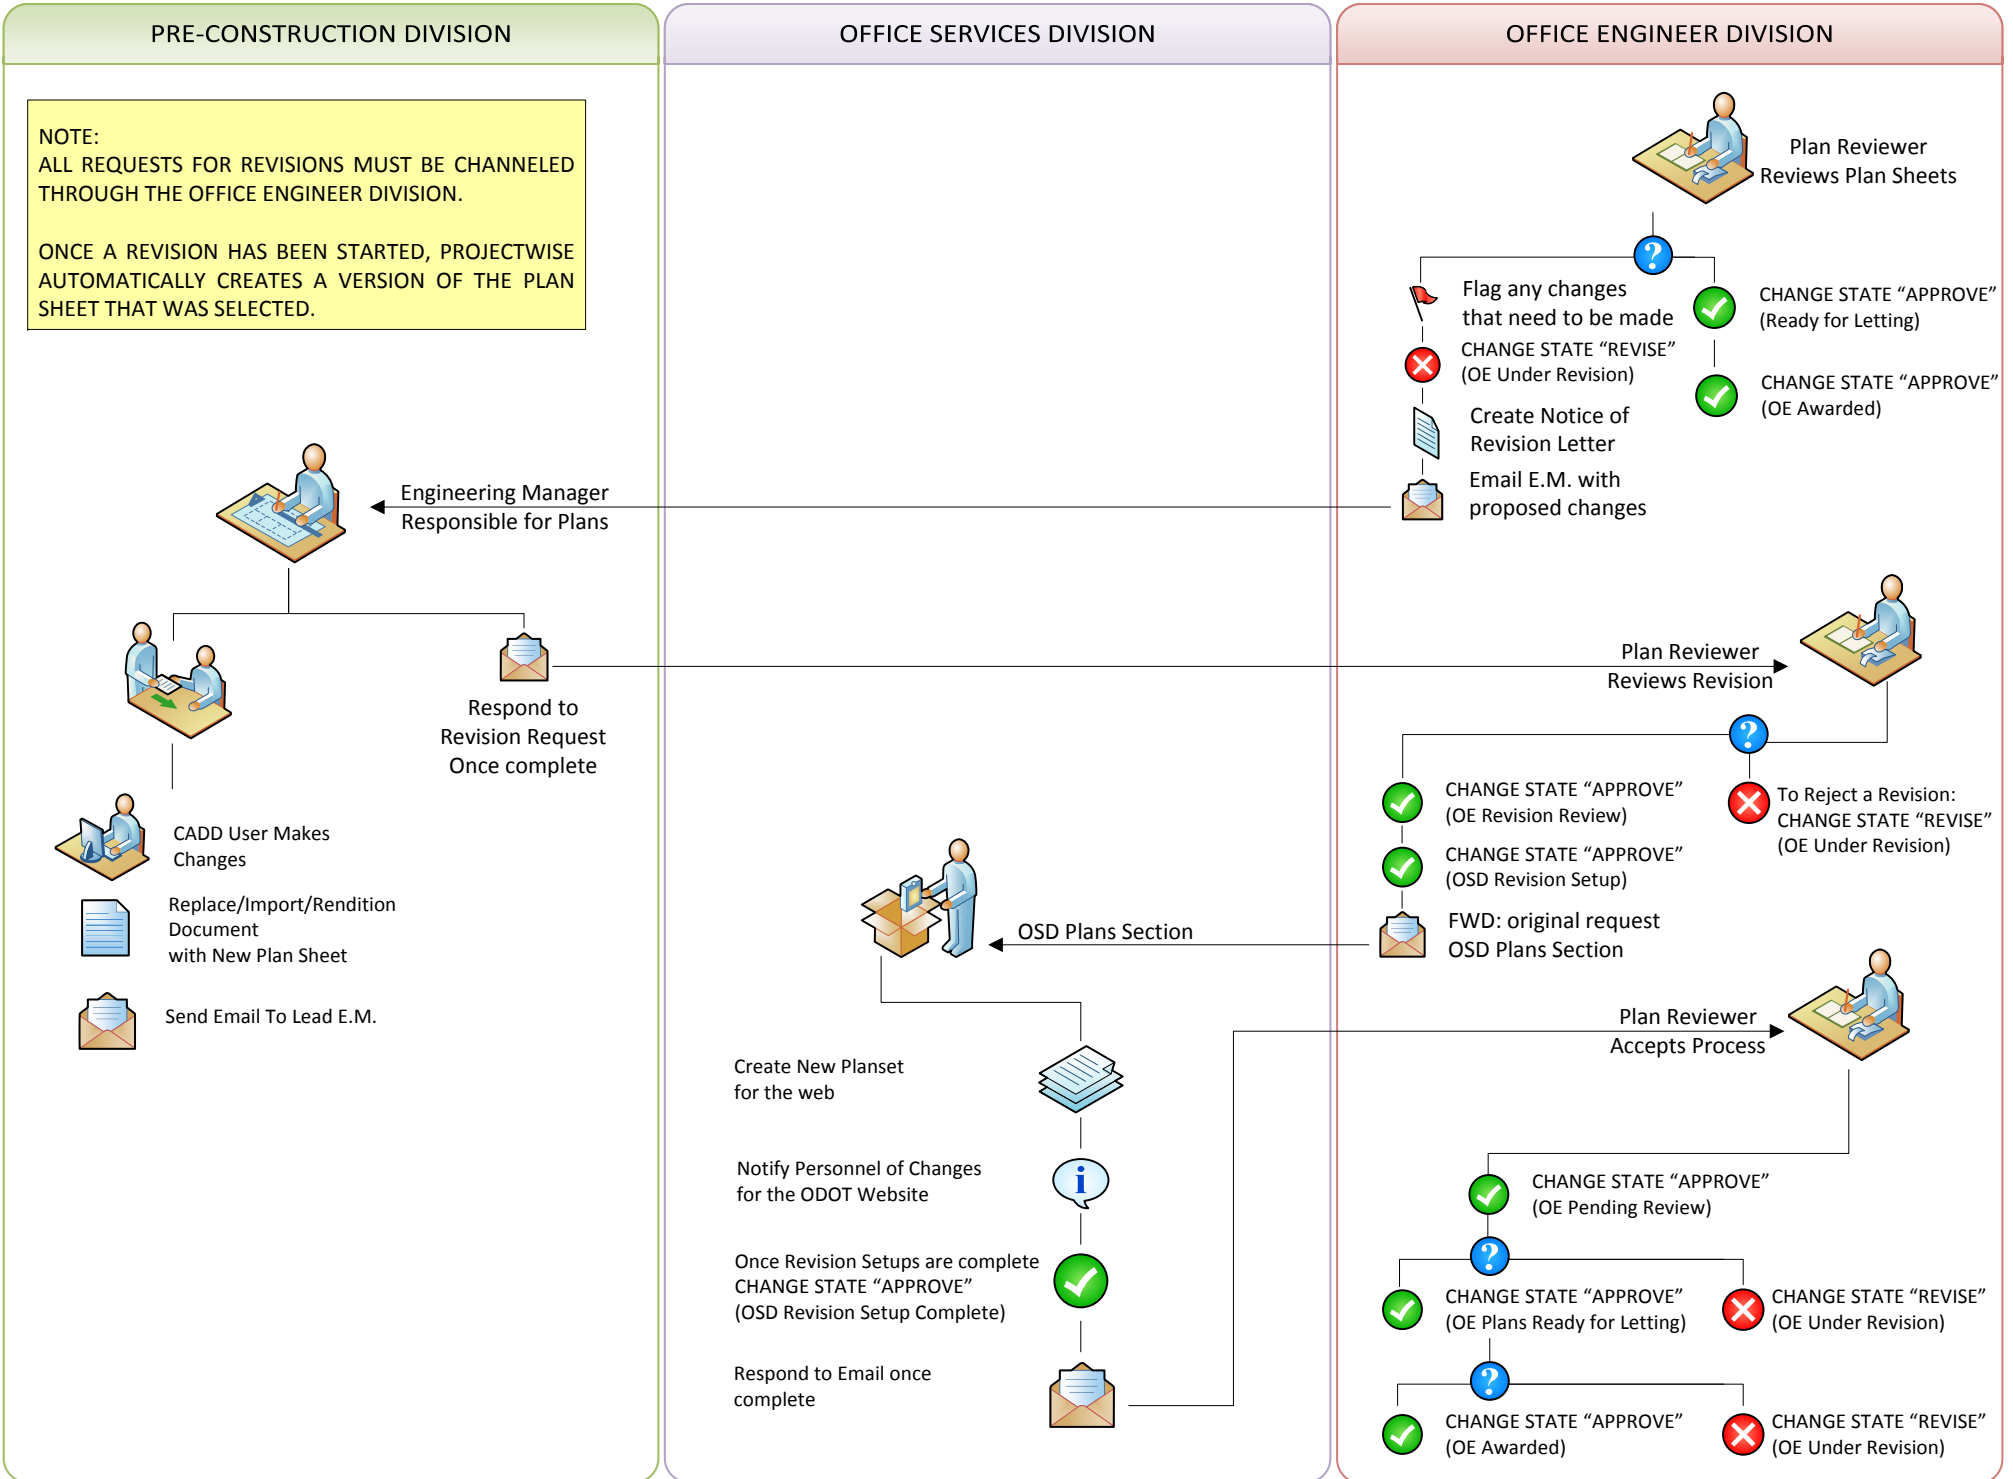 PRE-CONSTRUCTION DIVISION
NOTE:
ALL REQUESTS FOR REVISIONS MUST BE CHANNELED
THROUGH THE OFFICE ENGINEER DIVISION.
ONCE A REVISION HAS BEEN STARTED, PROJECTWISE
AUTOMATICALLY CREATES A VERSION OF THE PLAN
SHEET THAT WAS SELECTED.
Engineering Manager
Responsible for Plans
Respond to
Revision Request
Once complete
CADD User Makes
Changes
Replace/Import/Rendition
Document
with New Plan Sheet
Send Email To Lead E.M.
OFFICE SERVICES DIVISION
OSD Plans Section
Create New Planset
for the web
Notify Personnel of Changes
for the ODOT Website
i
Once Revision Setups are complete
CHANGE STATE “APPROVE”
(OSD Revision Setup Complete)
Respond to Email once
complete
OFFICE ENGINEER DIVISION
Plan Reviewer
Reviews Plan Sheets
?
Flag any changes
that need to be made
CHANGE STATE “REVISE”
(OE Under Revision)
Create Notice of
Revision Letter
Email E.M. with
proposed changes
CHANGE STATE “APPROVE”
(Ready for Letting)
CHANGE STATE “APPROVE”
(OE Awarded)
Plan Reviewer
Reviews Revision
?
CHANGE STATE “APPROVE”
(OE Revision Review)
CHANGE STATE “APPROVE”
(OSD Revision Setup)
FWD: original request
OSD Plans Section
To Reject a Revision:
CHANGE STATE “REVISE”
(OE Under Revision)
Plan Reviewer
Accepts Process
CHANGE STATE “APPROVE”
(OE Pending Review)
?
CHANGE STATE “APPROVE”
(OE Plans Ready for Letting)
CHANGE STATE “REVISE”
(OE Under Revision)
?
CHANGE STATE “APPROVE”
(OE Awarded)
CHANGE STATE “REVISE”
(OE Under Revision)